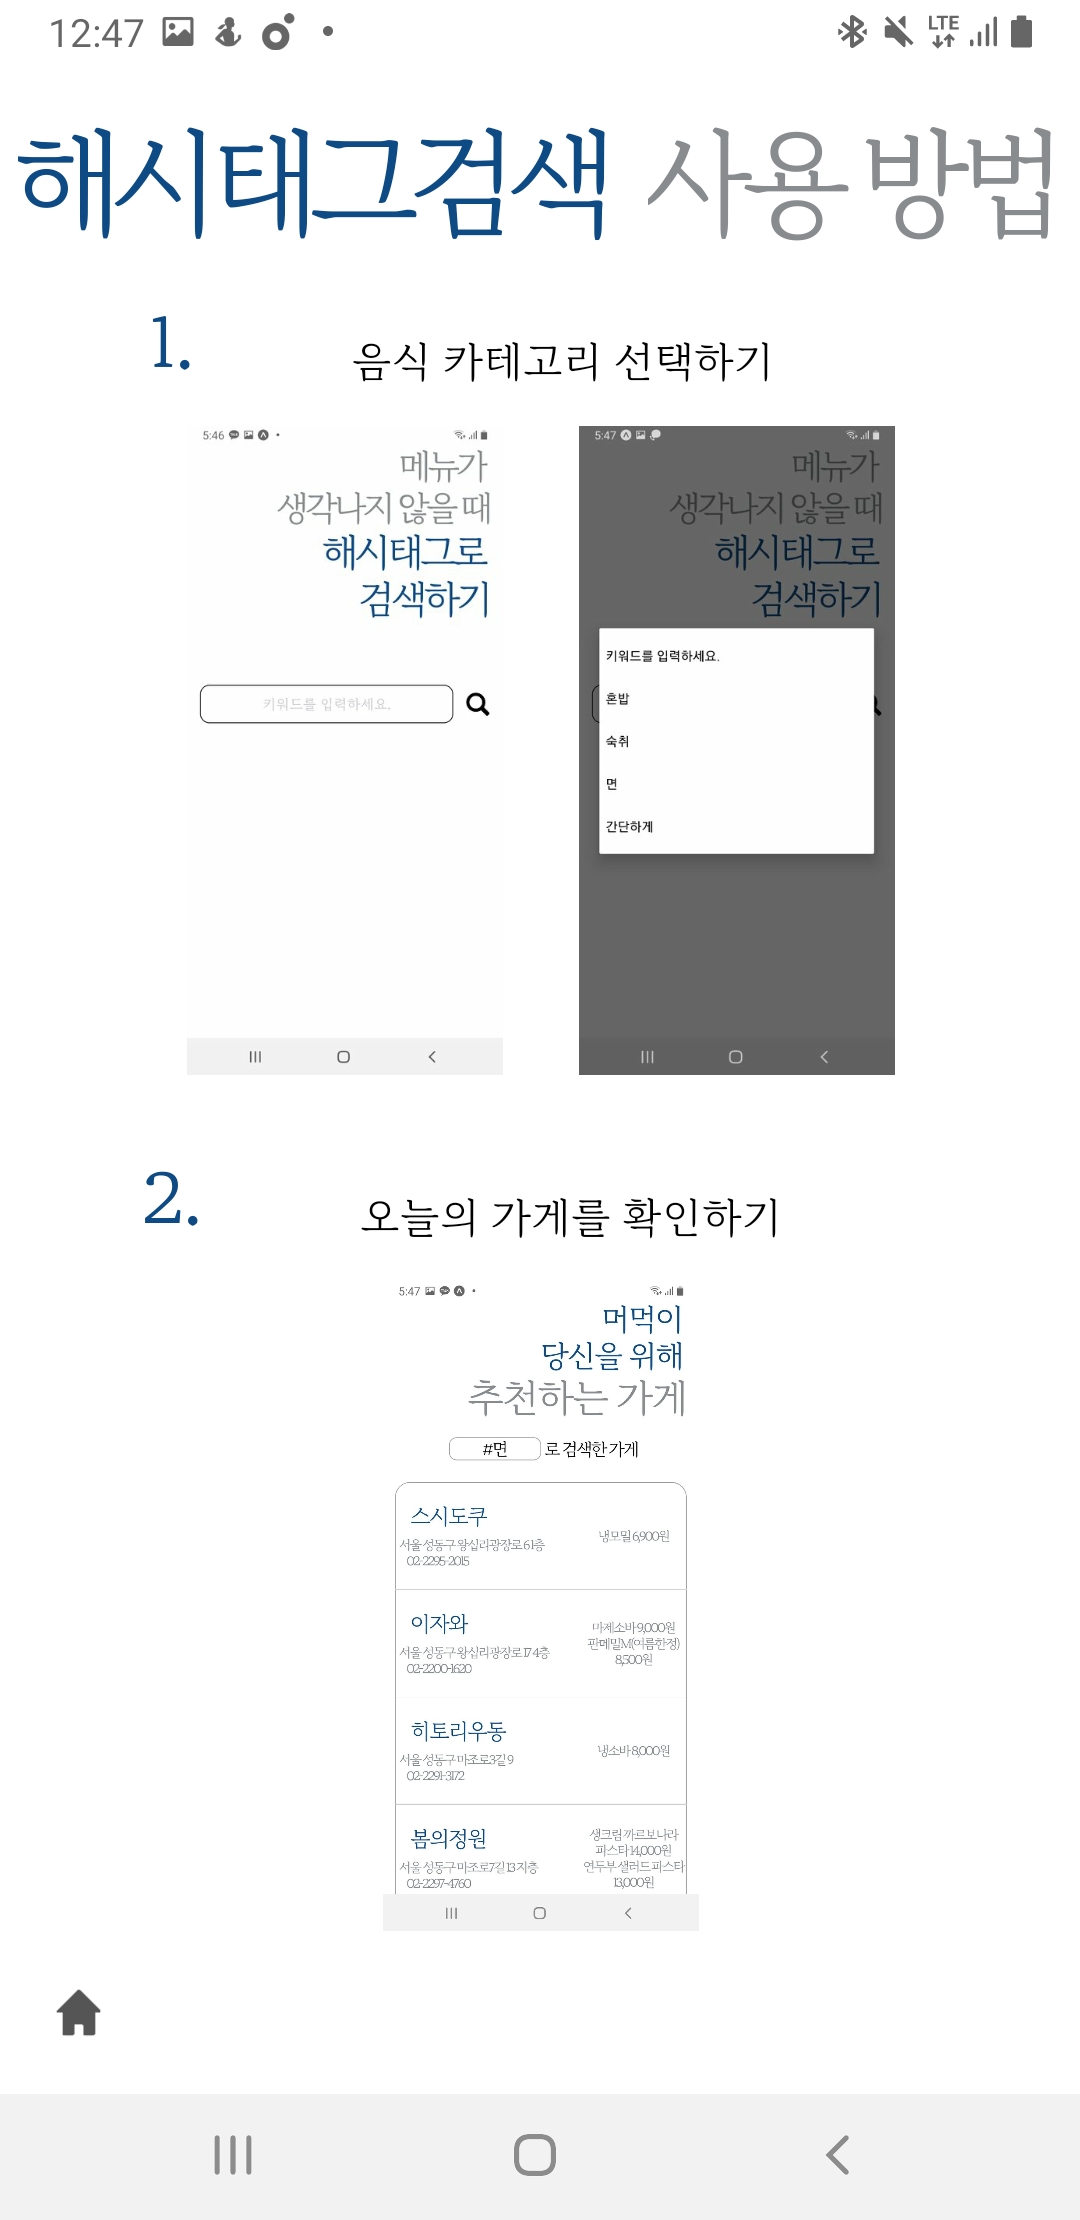 12:47
LTE
해시태그검색 사용 방법
1.
음식 카테고리 선택하기
5:46
메뉴가
생각나지 않을 때
해시태그로
검색하기
키워드를 입력하세요.
5:47
메뉴가
생각나지 않을 때
해시태그로
검색하기
키워드를 입력하세요.
혼밥
숙취
면
간단하게
2.
오늘의 가게를 확인하기
5:47
머먹이
당신을 위해
추천하는 가게
#면 로 검색한 가게
스시도쿠
서울 성동구 왕십리광장로 6 1층
02-2295-2015
냉모밀 6,900원
이자와
서울 성동구 왕십리광장로 17 4층
02-2200-1620
마제소바 9,000원
판메밀M(여름한정)
8,500원
히토리우동
서울 성동구 마조로3길 9
02-2291-3172
냉소바 8,000원
봄의정원
서울 성동구 마조로7길 13 지층
02-2297-4760
생크림 까르보나라
파스타 14,000원
연두부 샐러드 파스타
13,000원